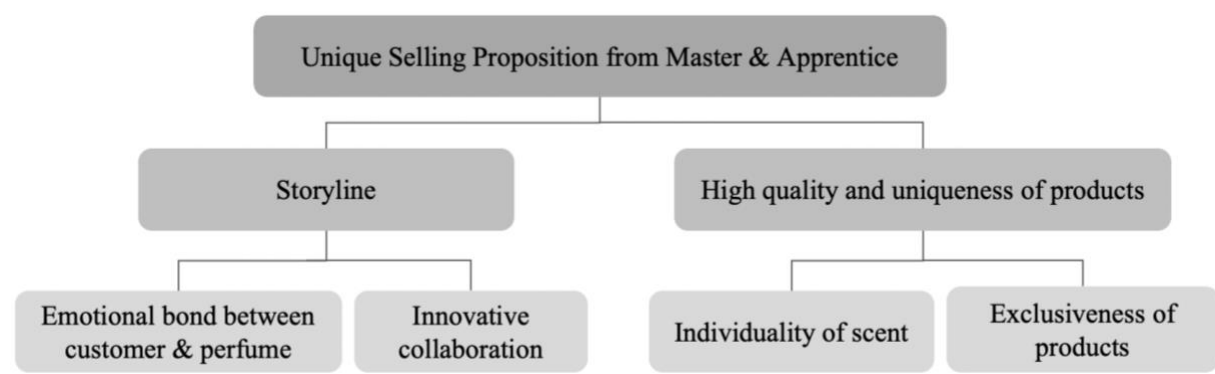 Unique Selling Proposition from Master & Apprentice
Storyline
High quality and uniqueness of products
Emotional bond between
customer & perfume
Innovative
collaboration
Individuality of scent
Exclusiveness of
products